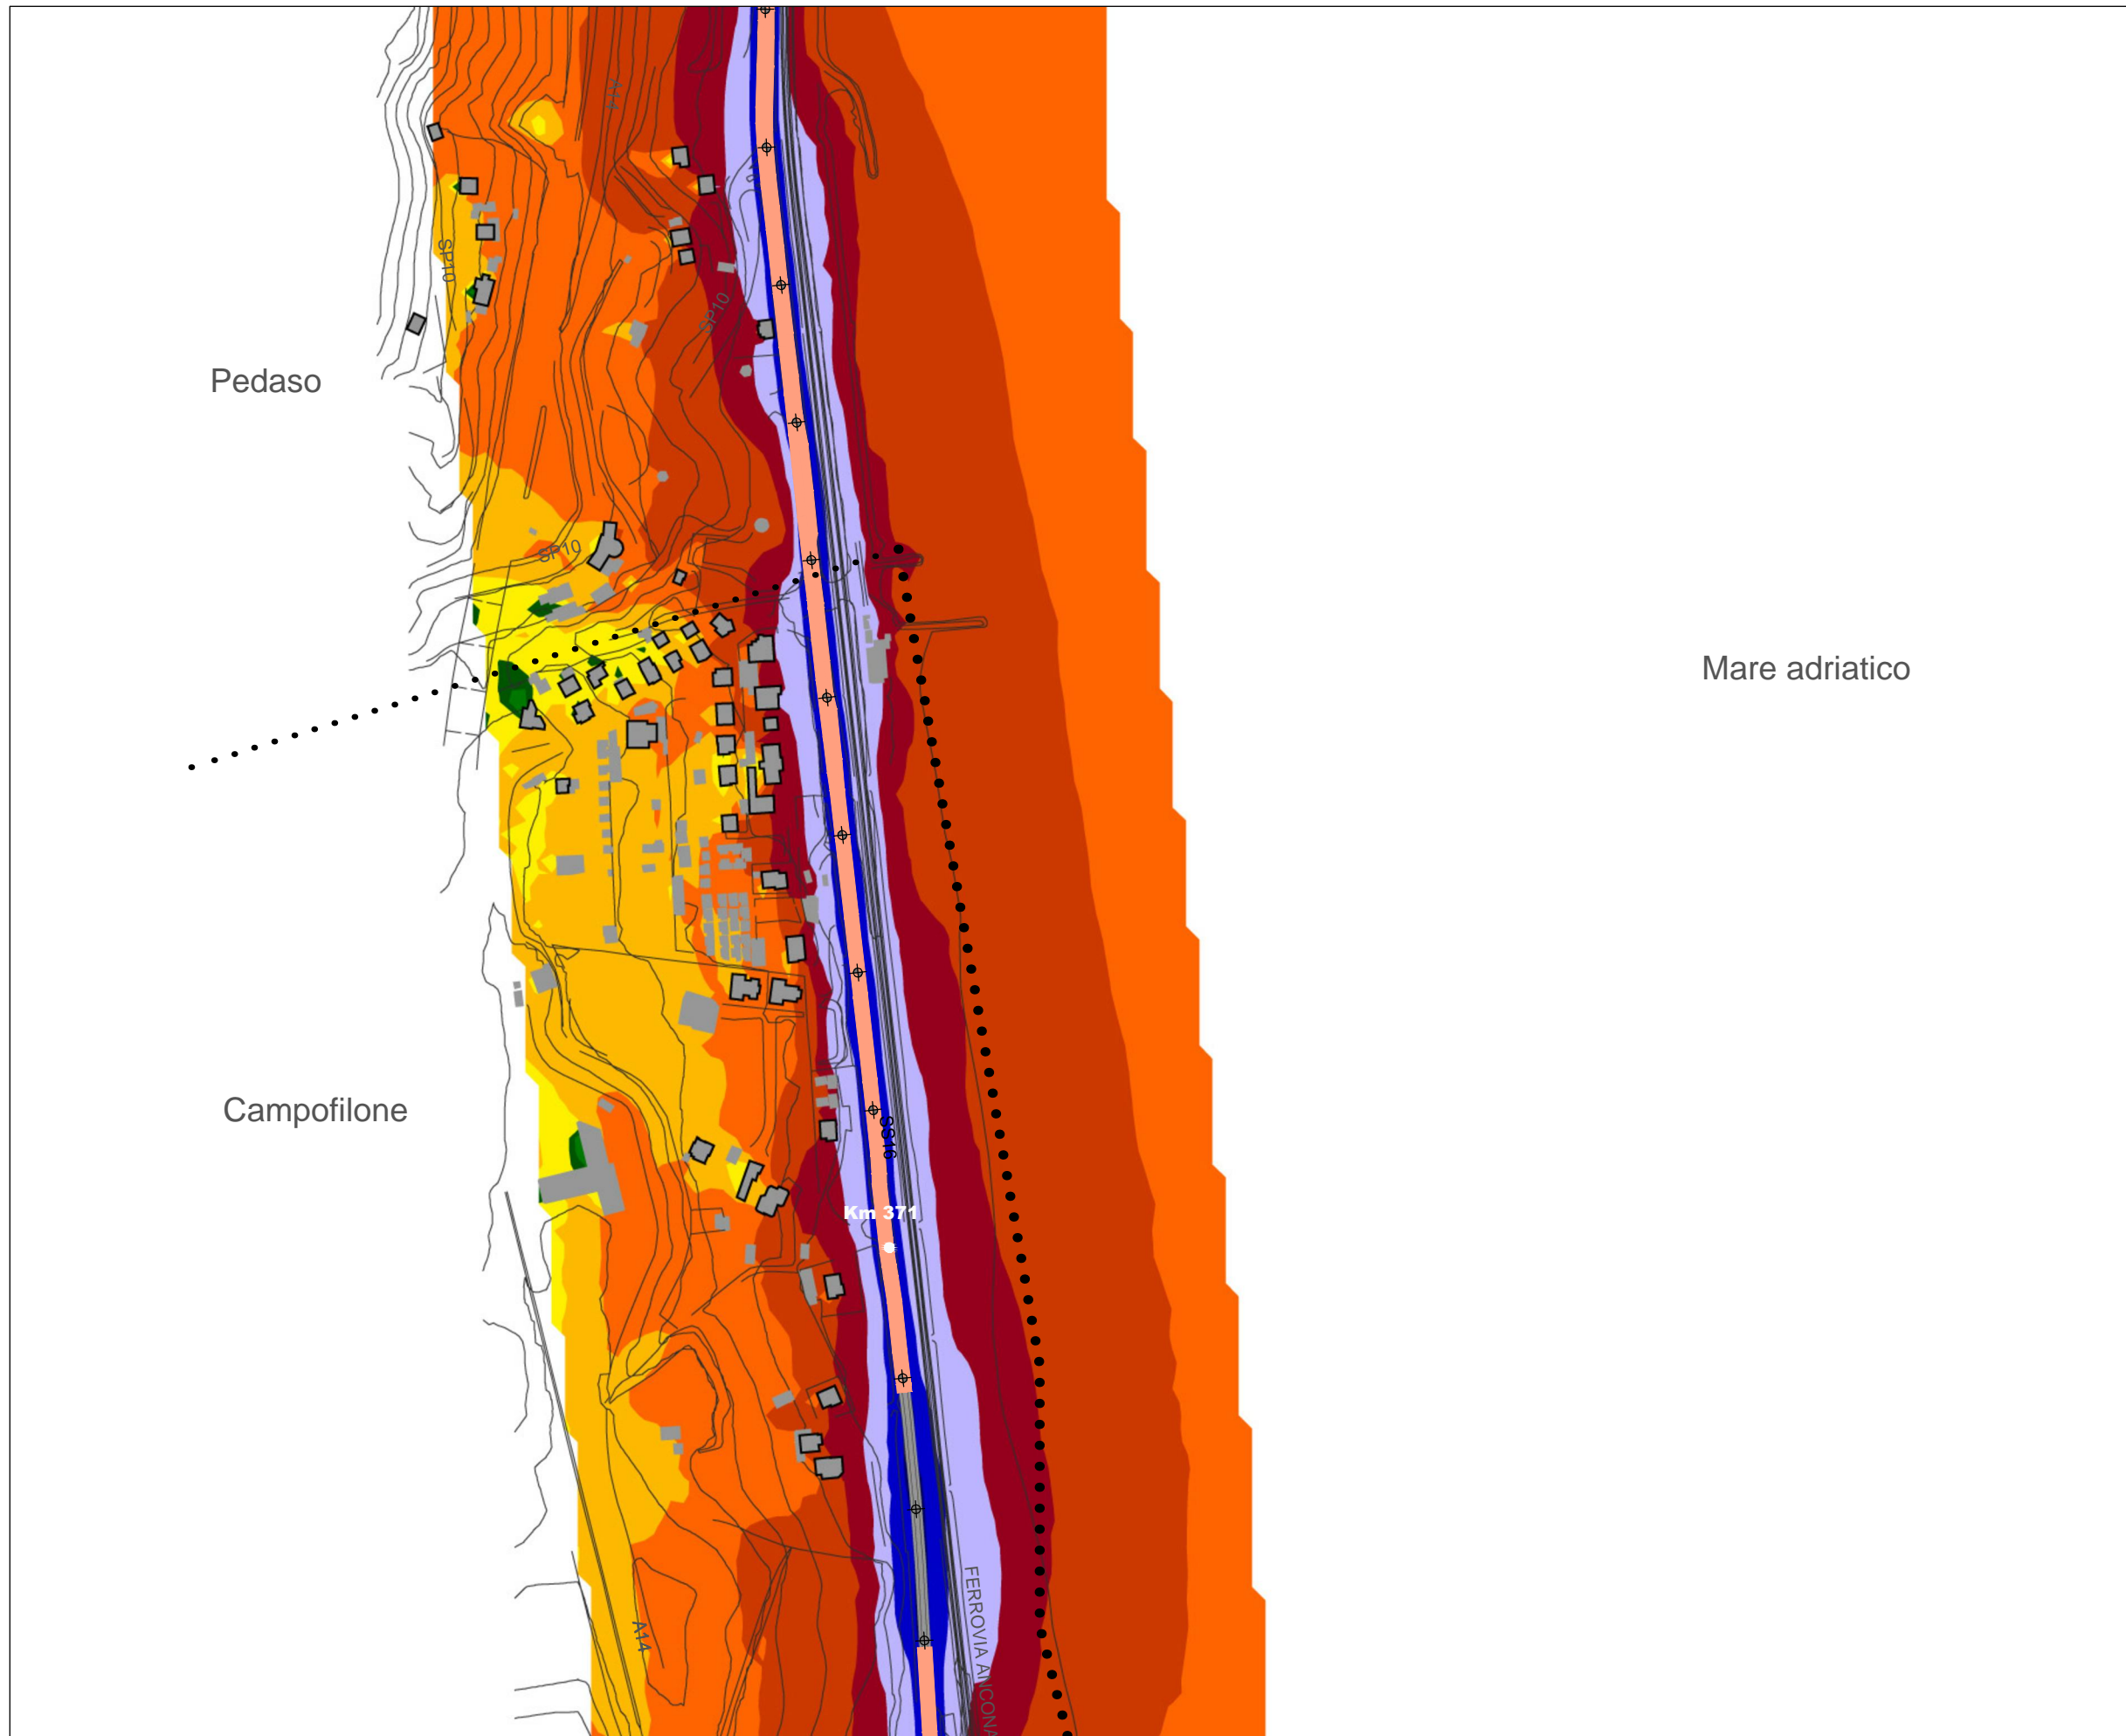 A14
SP10
SP10
Pedaso
SP10
Mare adriatico
Campofilone
SS16
Km 371
FERROVIA ANCONA
A14